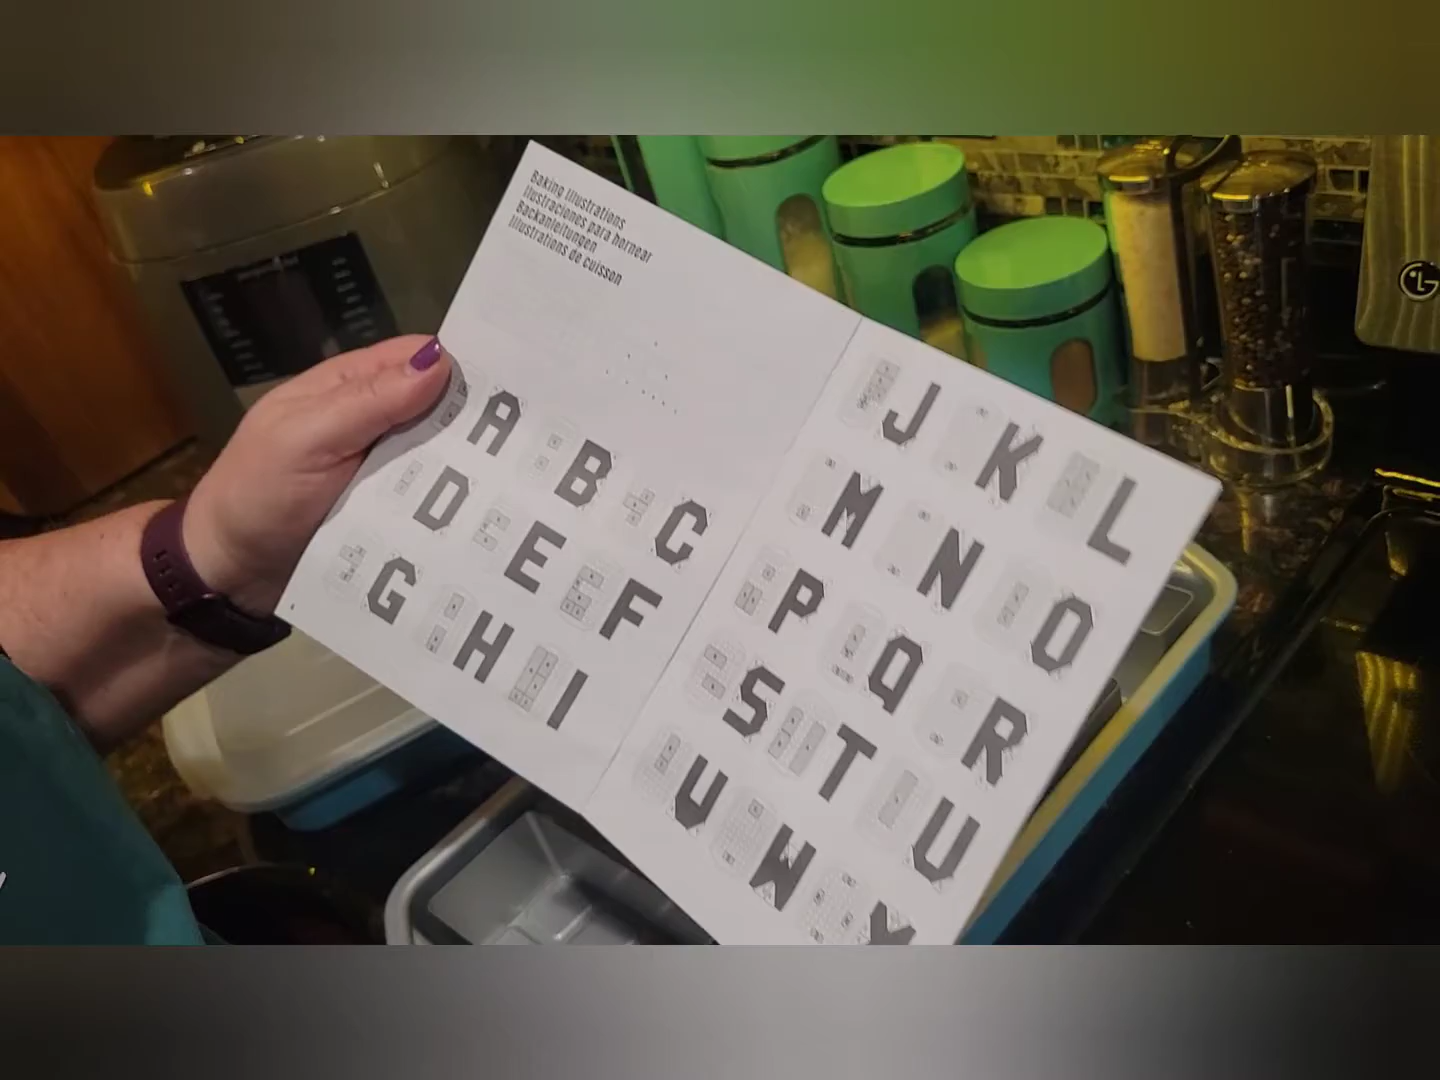 Baking Illustrations
Ilustraciones para hornear
Backanleitungen
Illustrations de cuisson
A B C
D E F
G H I
J K L
M N O
P Q R
S T U
V W X
LG